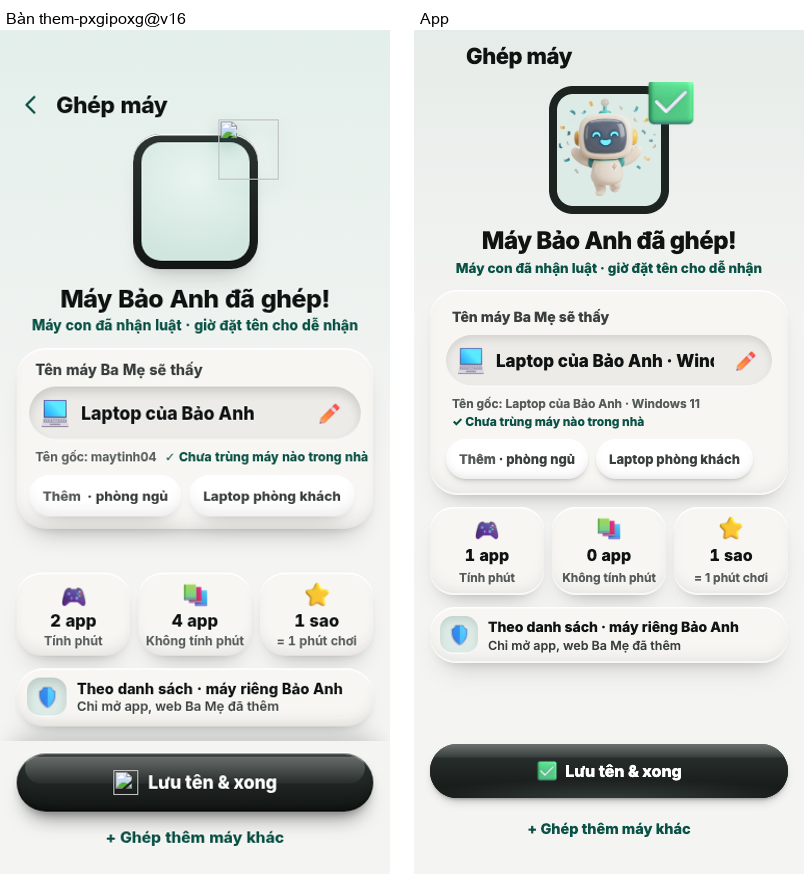 Bản them-pxgipoxg@v16
Ghép máy
Máy Bảo Anh đã ghép!
Máy con đã nhận luật · giờ đặt tên cho dễ nhận
Tên máy Ba Mẹ sẽ thấy
Laptop của Bảo Anh
Tên gốc: maytinh04 ✓ Chưa trùng máy nào trong nhà
Thêm · phòng ngủ
Laptop phòng khách
2 app
Tính phút
4 app
Không tính phút
1 sao
= 1 phút chơi
Theo danh sách · máy riêng Bảo Anh
Chỉ mở app, web Ba Mẹ đã thêm
Lưu tên & xong
+ Ghép thêm máy khác
App
Ghép máy
Máy Bảo Anh đã ghép!
Máy con đã nhận luật · giờ đặt tên cho dễ nhận
Tên máy Ba Mẹ sẽ thấy
Laptop của Bảo Anh ·
Tên gốc: Laptop của Bảo Anh · Windows 11
✓ Chưa trùng máy nào trong nhà
Thêm · phòng ngủ
Laptop phòng khách
1 app
Tính phút
0 app
Không tính phút
1 sao
= 1 phút chơi
Theo danh sách · máy riêng Bảo Anh
Chỉ mở app, web Ba Mẹ đã thêm
Lưu tên & xong
+ Ghép thêm máy khác